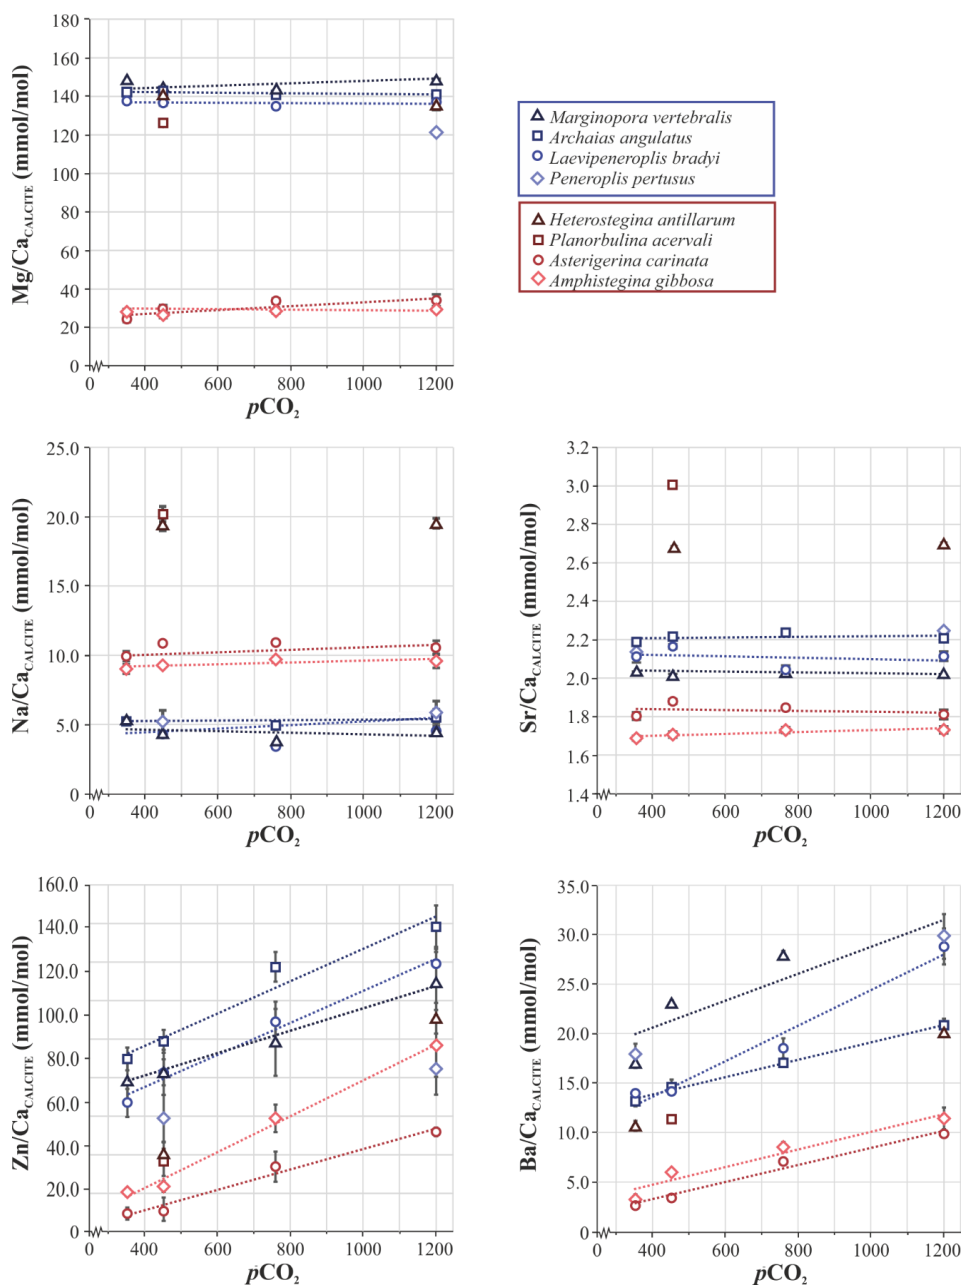 180
160
140
120
100
80
60
40
20
0
Mg/Ca_CALCITE (mmol/mol)
0 400 600 800 1000 1200
pCO₂
Marginopora vertebralis
Archaias angulatus
Laevipeneroplis bradyi
Peneroplis pertusus
Heterostegina antillarum
Planorbulina acervali
Asterigerina carinata
Amphistegina gibbosa
25.0
20.0
15.0
10.0
5.0
0
Na/Ca_CALCITE (mmol/mol)
0 400 600 800 1000 1200
pCO₂
3.2
3.0
2.8
2.6
2.4
2.2
2.0
1.8
1.6
1.4
Sr/Ca_CALCITE (mmol/mol)
0 400 600 800 1000 1200
pCO₂
160.0
140.0
120.0
100.0
80.0
60.0
40.0
20.0
0
Zn/Ca_CALCITE (mmol/mol)
0 400 600 800 1000 1200
pCO₂
35.0
30.0
25.0
20.0
15.0
10.0
5.0
0
Ba/Ca_CALCITE (mmol/mol)
0 400 600 800 1000 1200
pCO₂